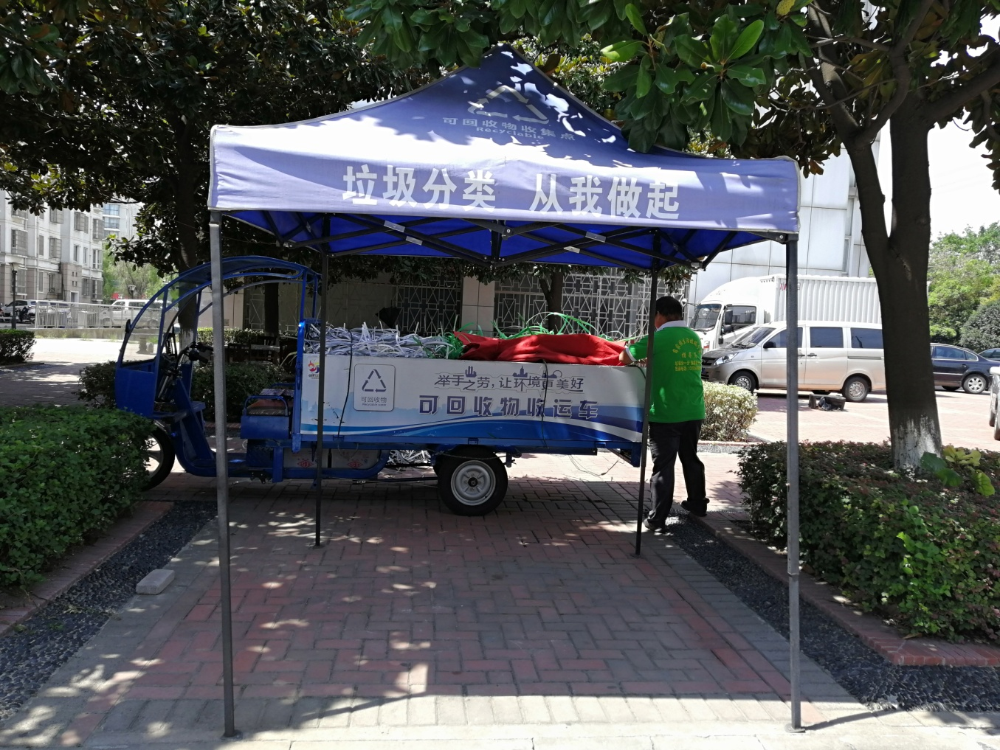 可回收物收集点
Recyclable
垃圾分类 从我做起
举手之劳，让环境更美好
可回收物收运车
可回收物